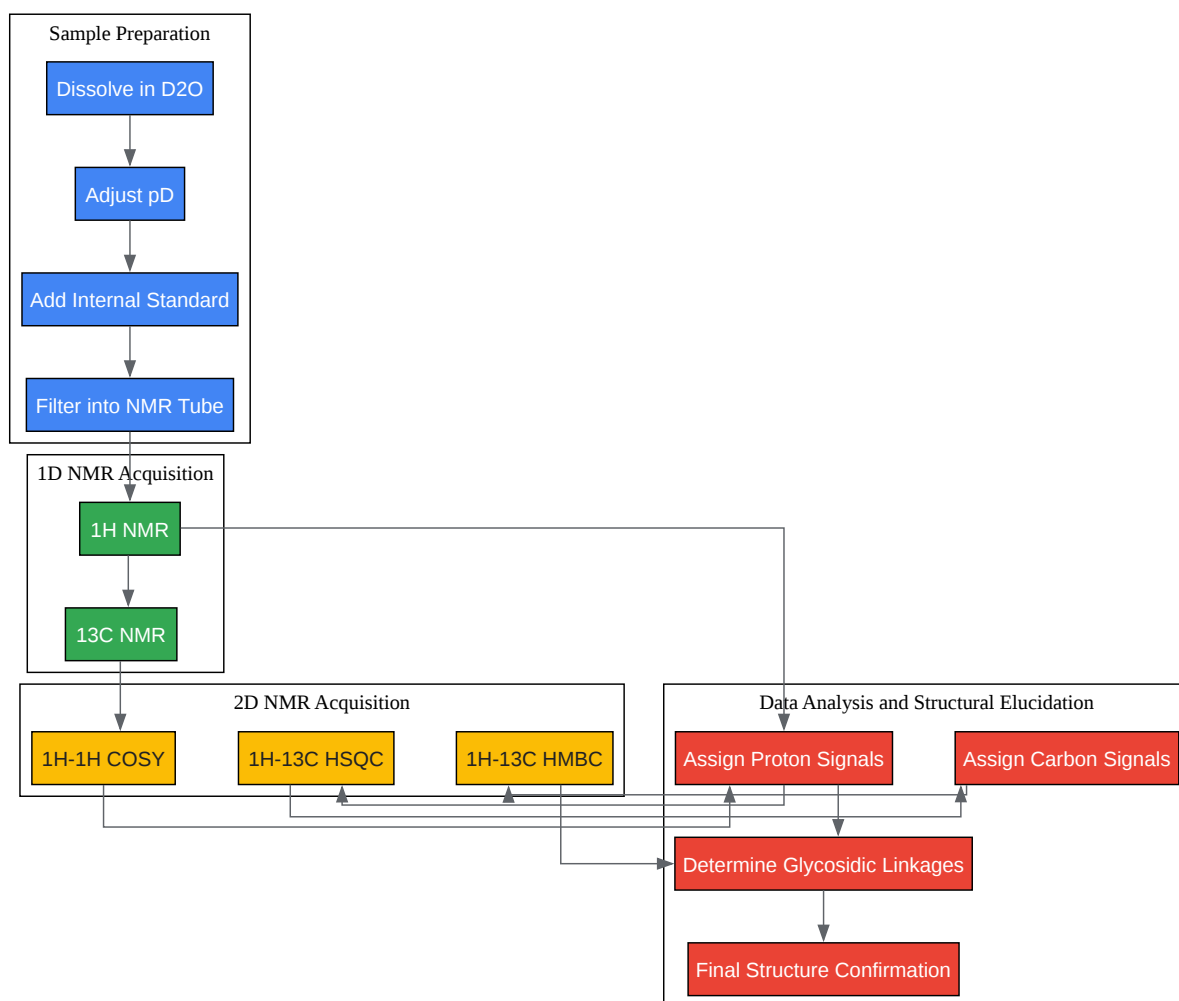 Sample Preparation
Dissolve in D2O
Adjust pD
Add Internal Standard
Filter into NMR Tube
1D NMR Acquisition
1H NMR
13C NMR
2D NMR Acquisition
1H-1H COSY
1H-13C HSQC
1H-13C HMBC
Data Analysis and Structural Elucidation
Assign Proton Signals
Assign Carbon Signals
Determine Glycosidic Linkages
Final Structure Confirmation